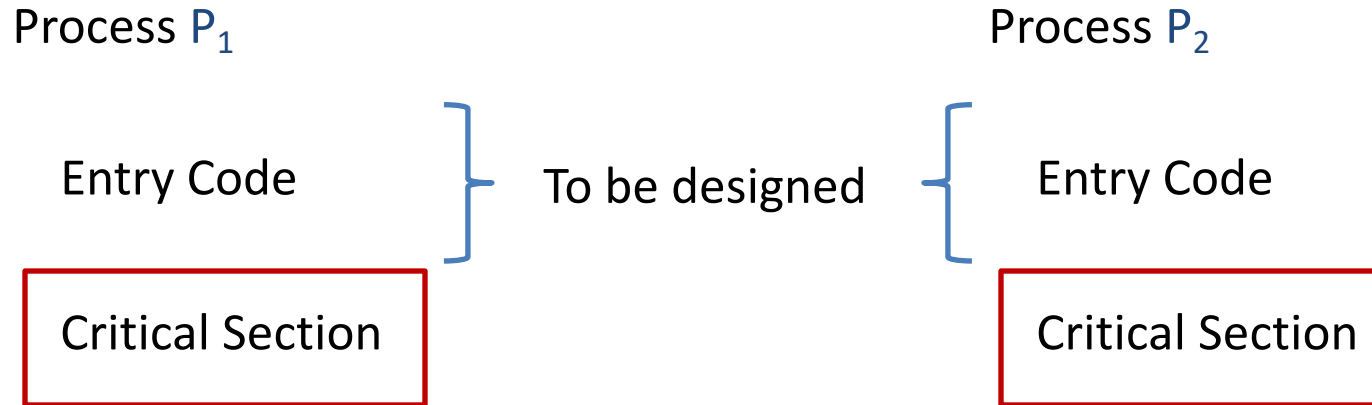 Process P₁
Process P₂
Entry Code
To be designed
Entry Code
Critical Section
Critical Section